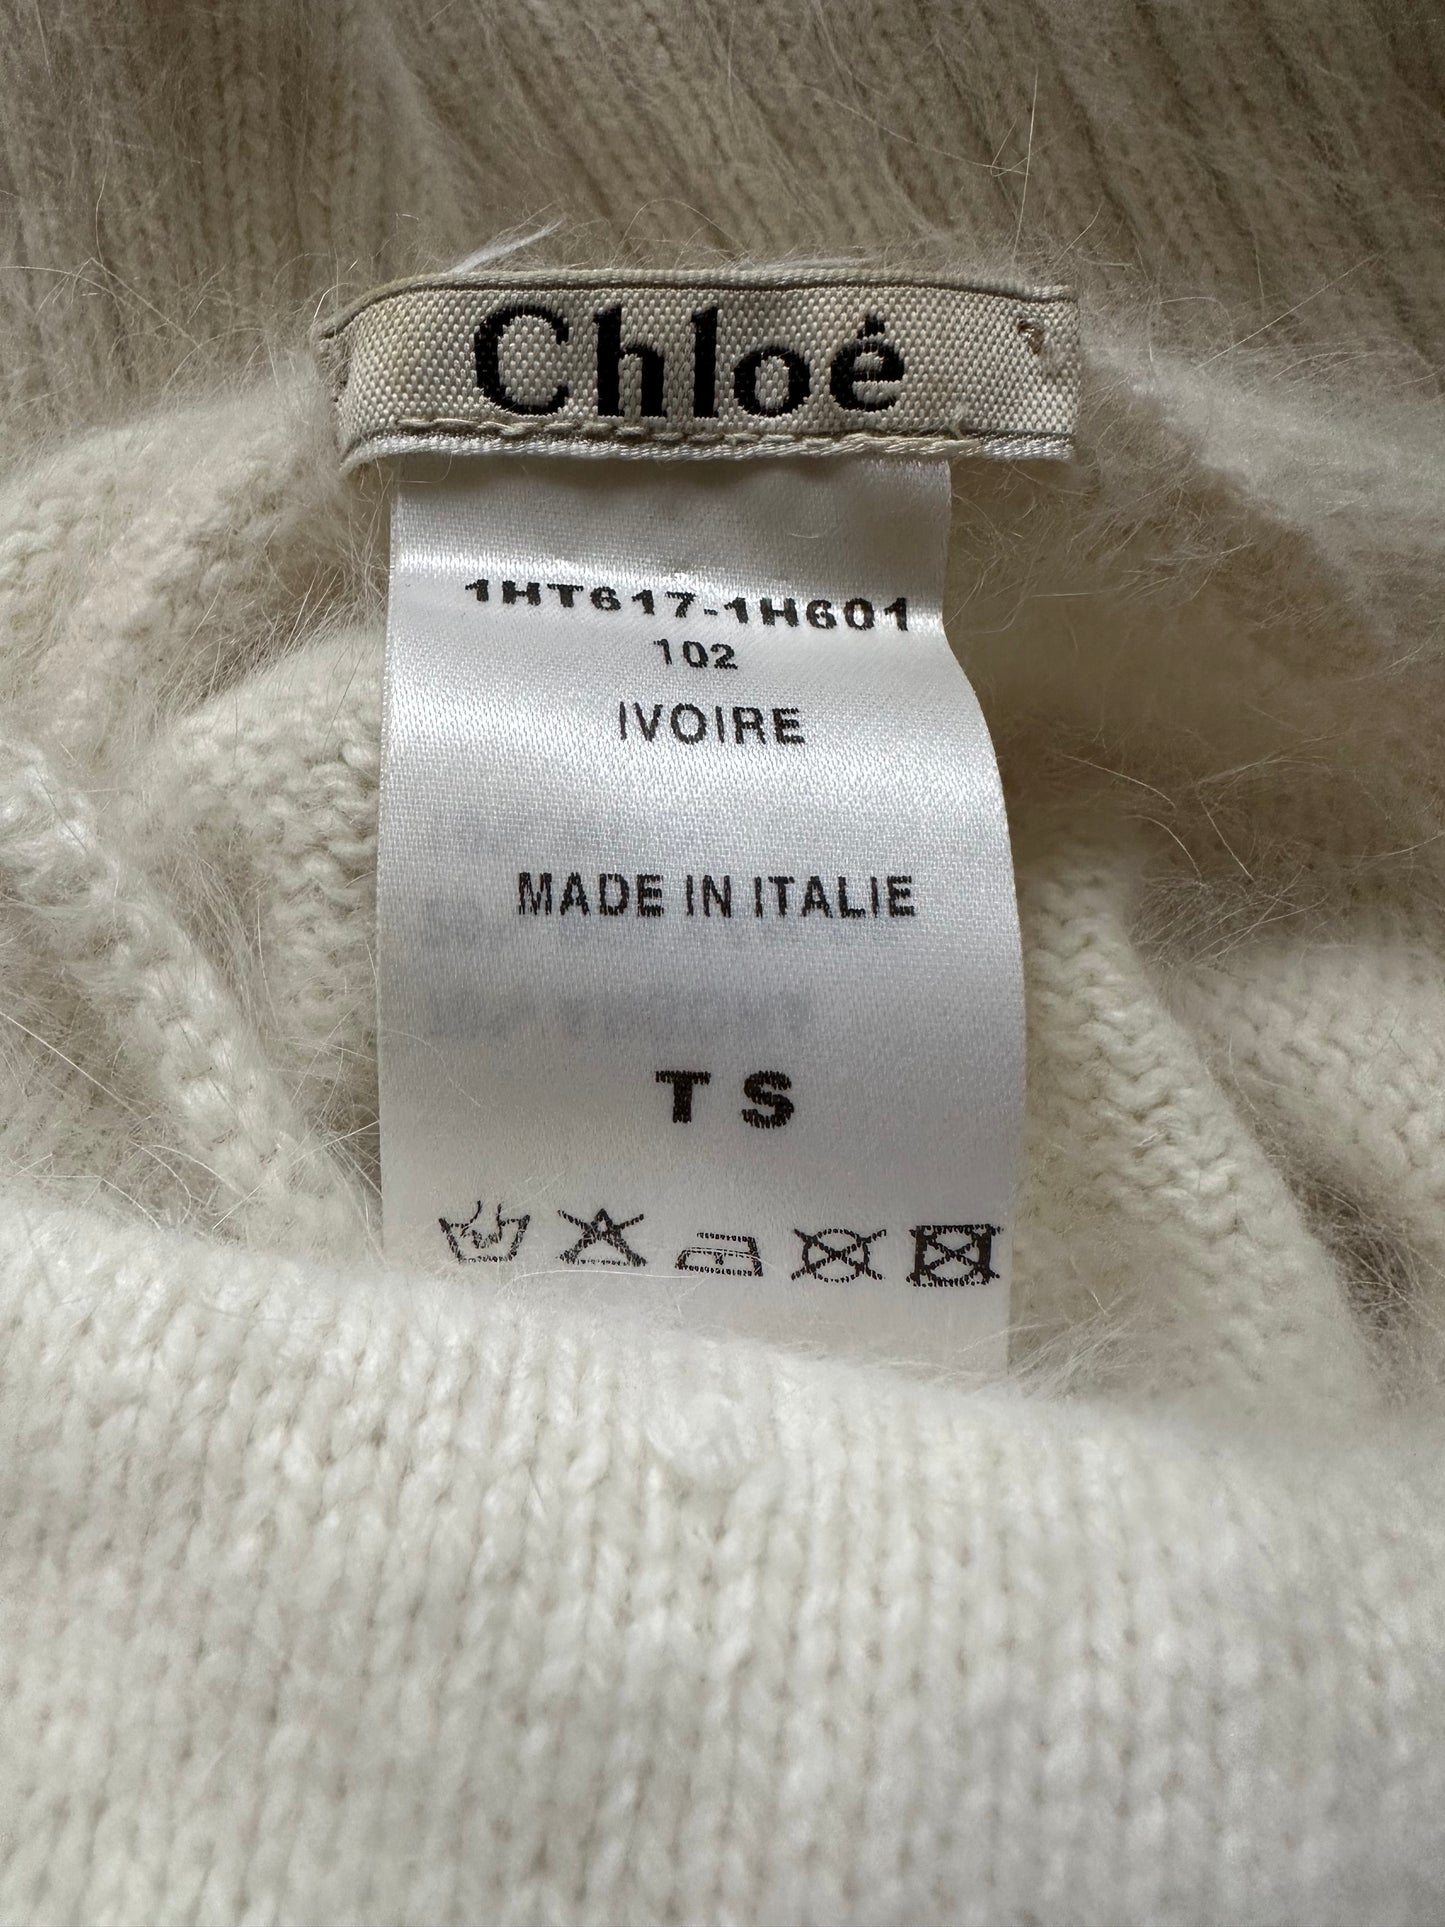 Chloé
1HT617-1H601
102
IVOIRE
MADE IN ITALIE
TS